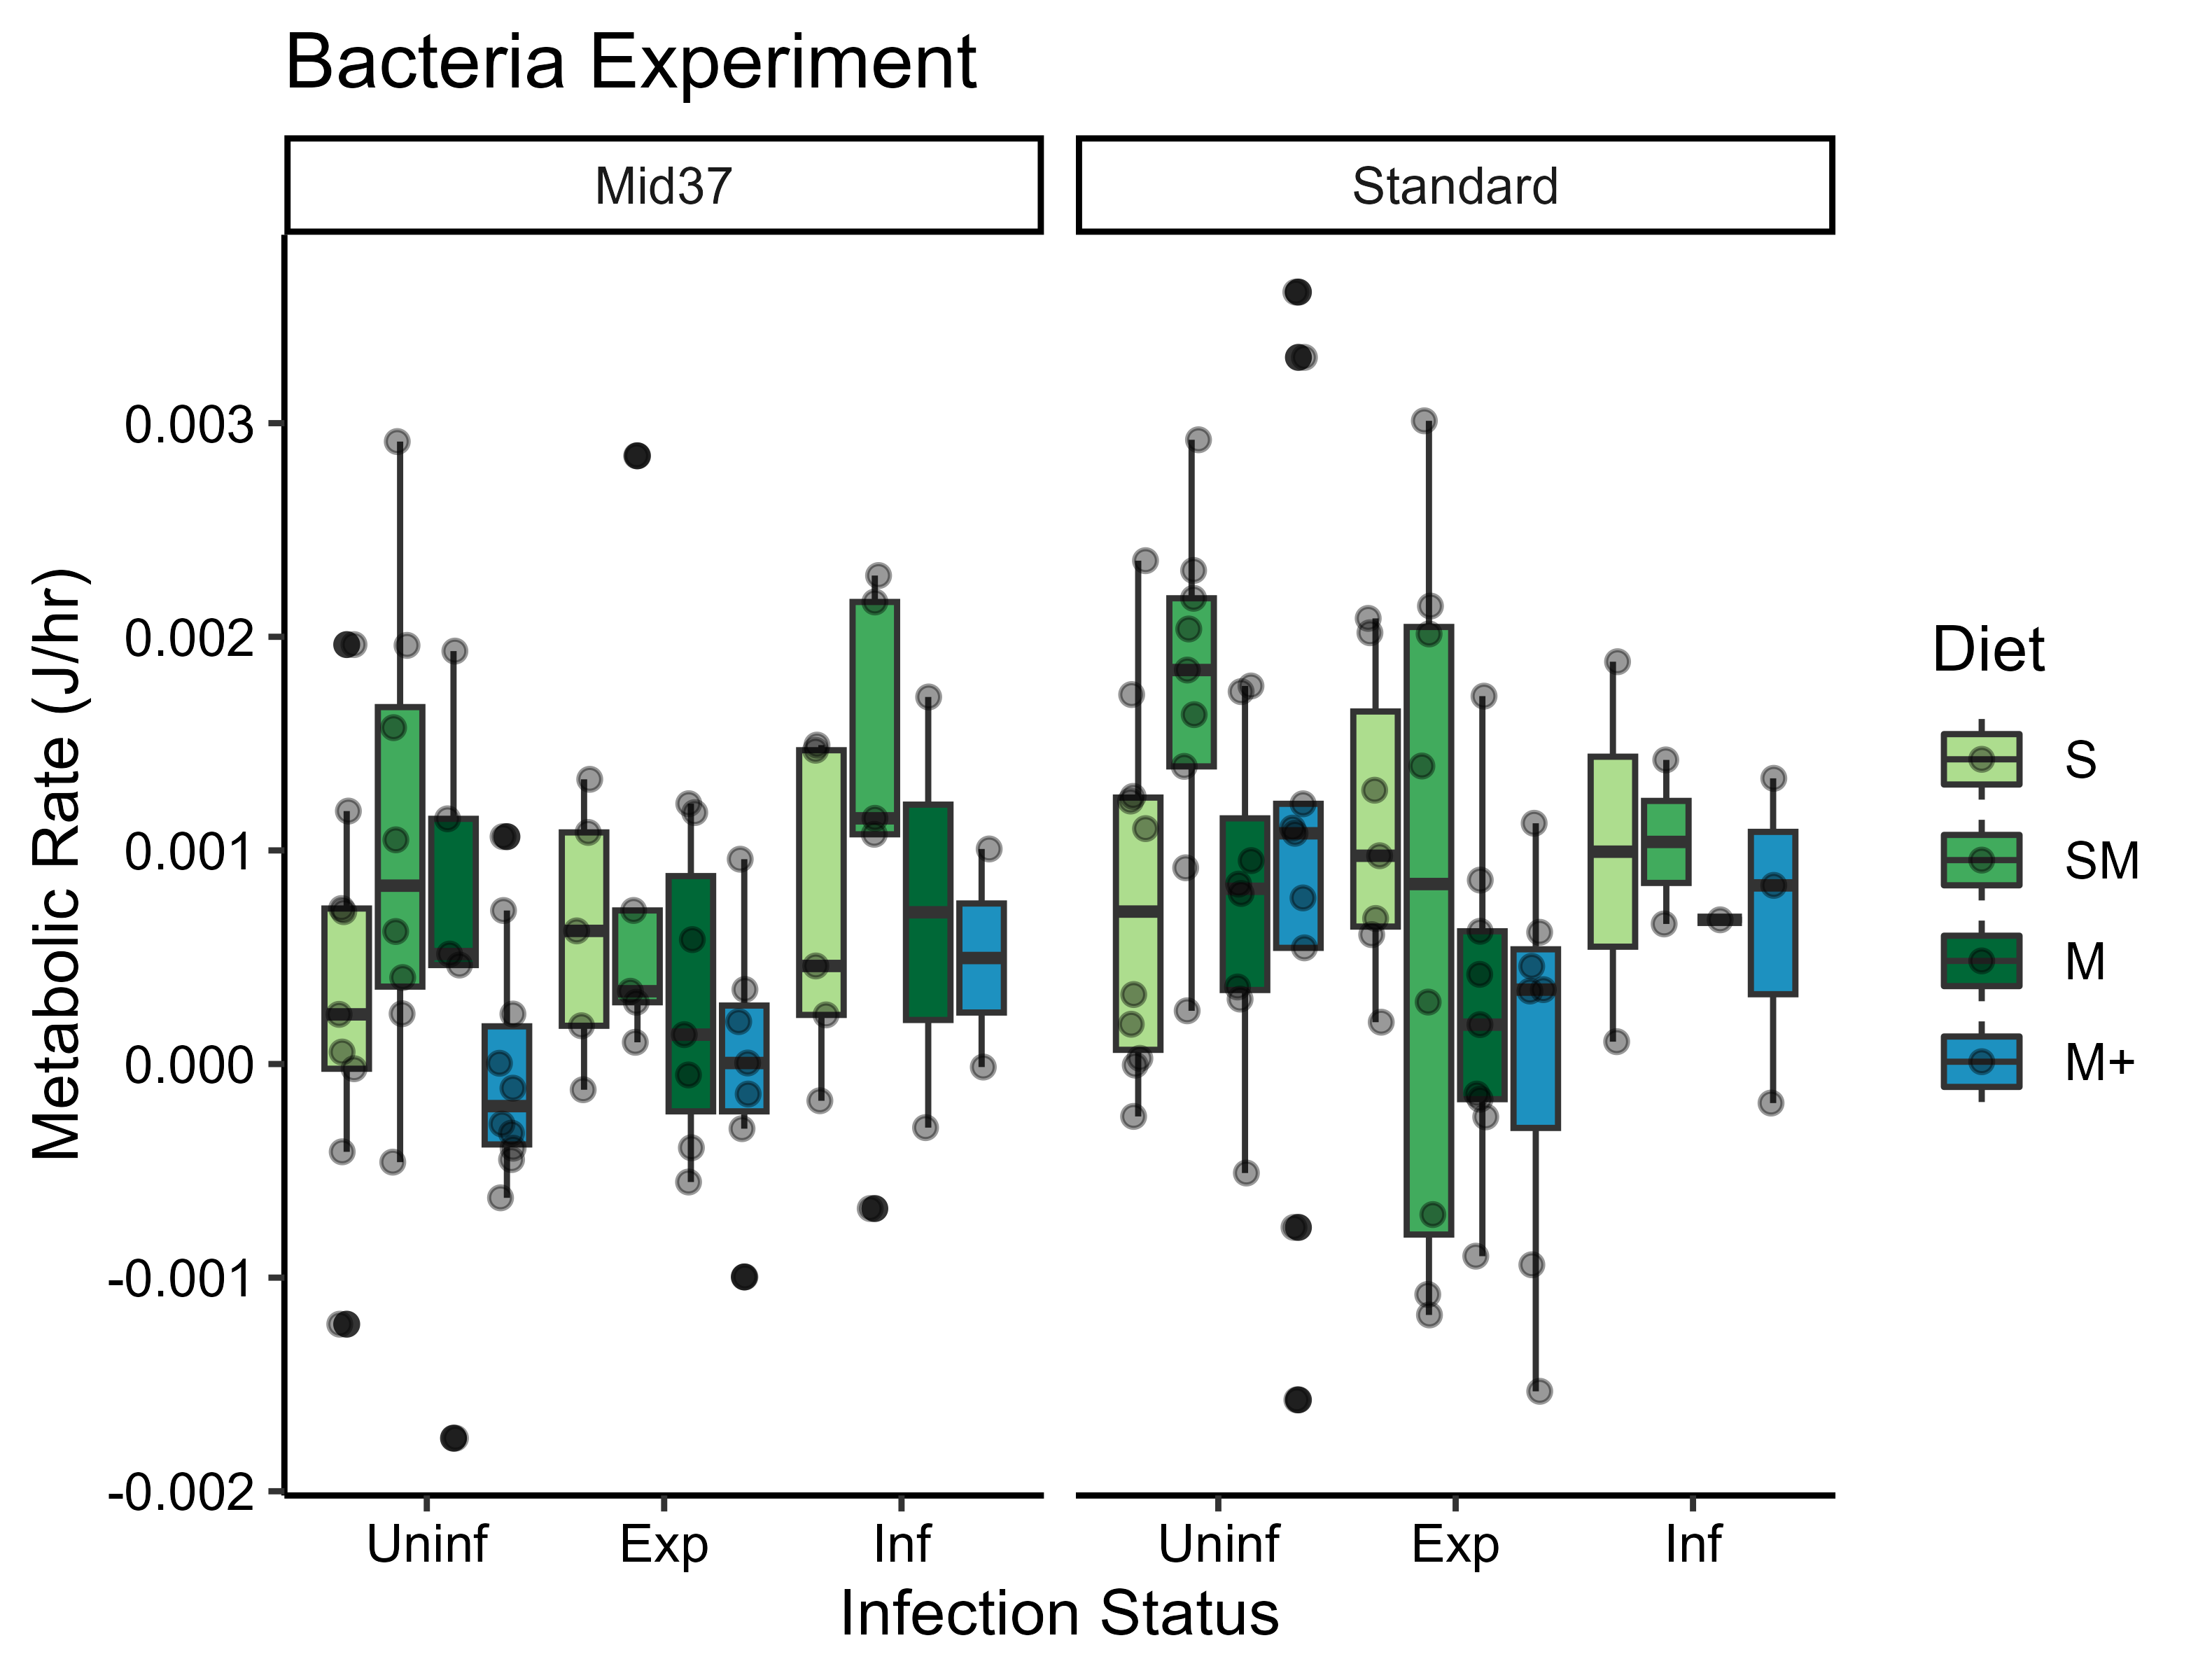 Bacteria Experiment
Mid37
Standard
Metabolic Rate (J/hr)
0.003
0.002
0.001
0.000
-0.001
-0.002
Uninf
Exp
Inf
Uninf
Exp
Inf
Infection Status
Diet
S
SM
M
M+